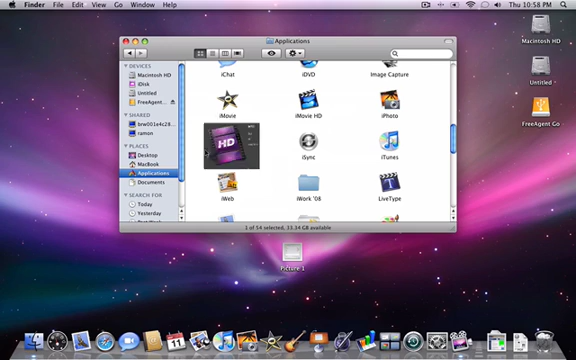 Finder File Edit View Go Window Help
Thu 10:58 PM
Applications
DEVICES
Macintosh HD
iDisk
Untitled
FreeAgent...
SHARED
brw001e4c28...
ramon
PLACES
Desktop
MacBook
Applications
Documents
SEARCH FOR
Today
Yesterday
iChat
iDVD
Image Capture
iMovie
iMovie HD
iPhoto
HD
iSync
iTunes
iWeb
iWork '08
LiveType
1 of 54 selected, 33.34 GB available
Macintosh HD
Untitled
FreeAgent Go
Picture 1